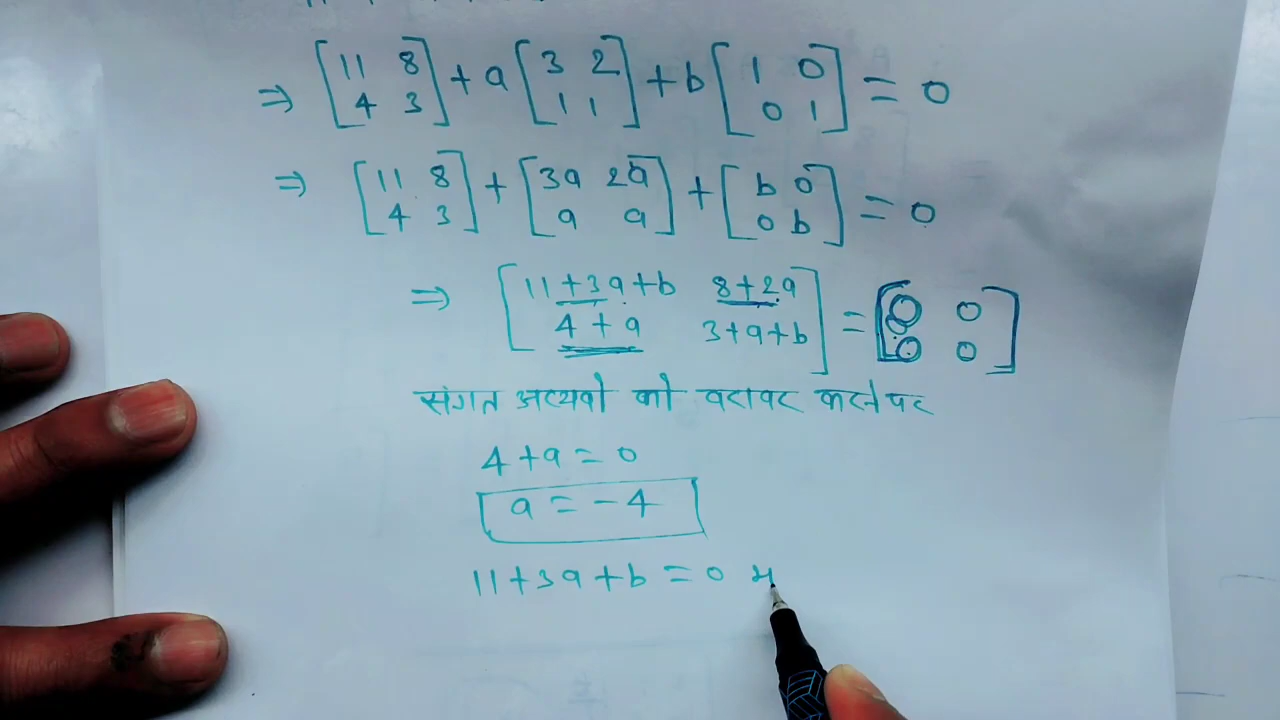 ⇒ [11 8; 4 3] + a [3 2; 1 1] + b [1 0; 0 1] = 0
⇒ [11 8; 4 3] + [3a 2a; a a] + [b 0; 0 b] = 0
⇒ [11+3a+b 8+2a; 4+a 3+a+b] = [0 0; 0 0]
संगत अव्यवो को बराबर करने पर
4+a=0
a=-4
11+3a+b=0